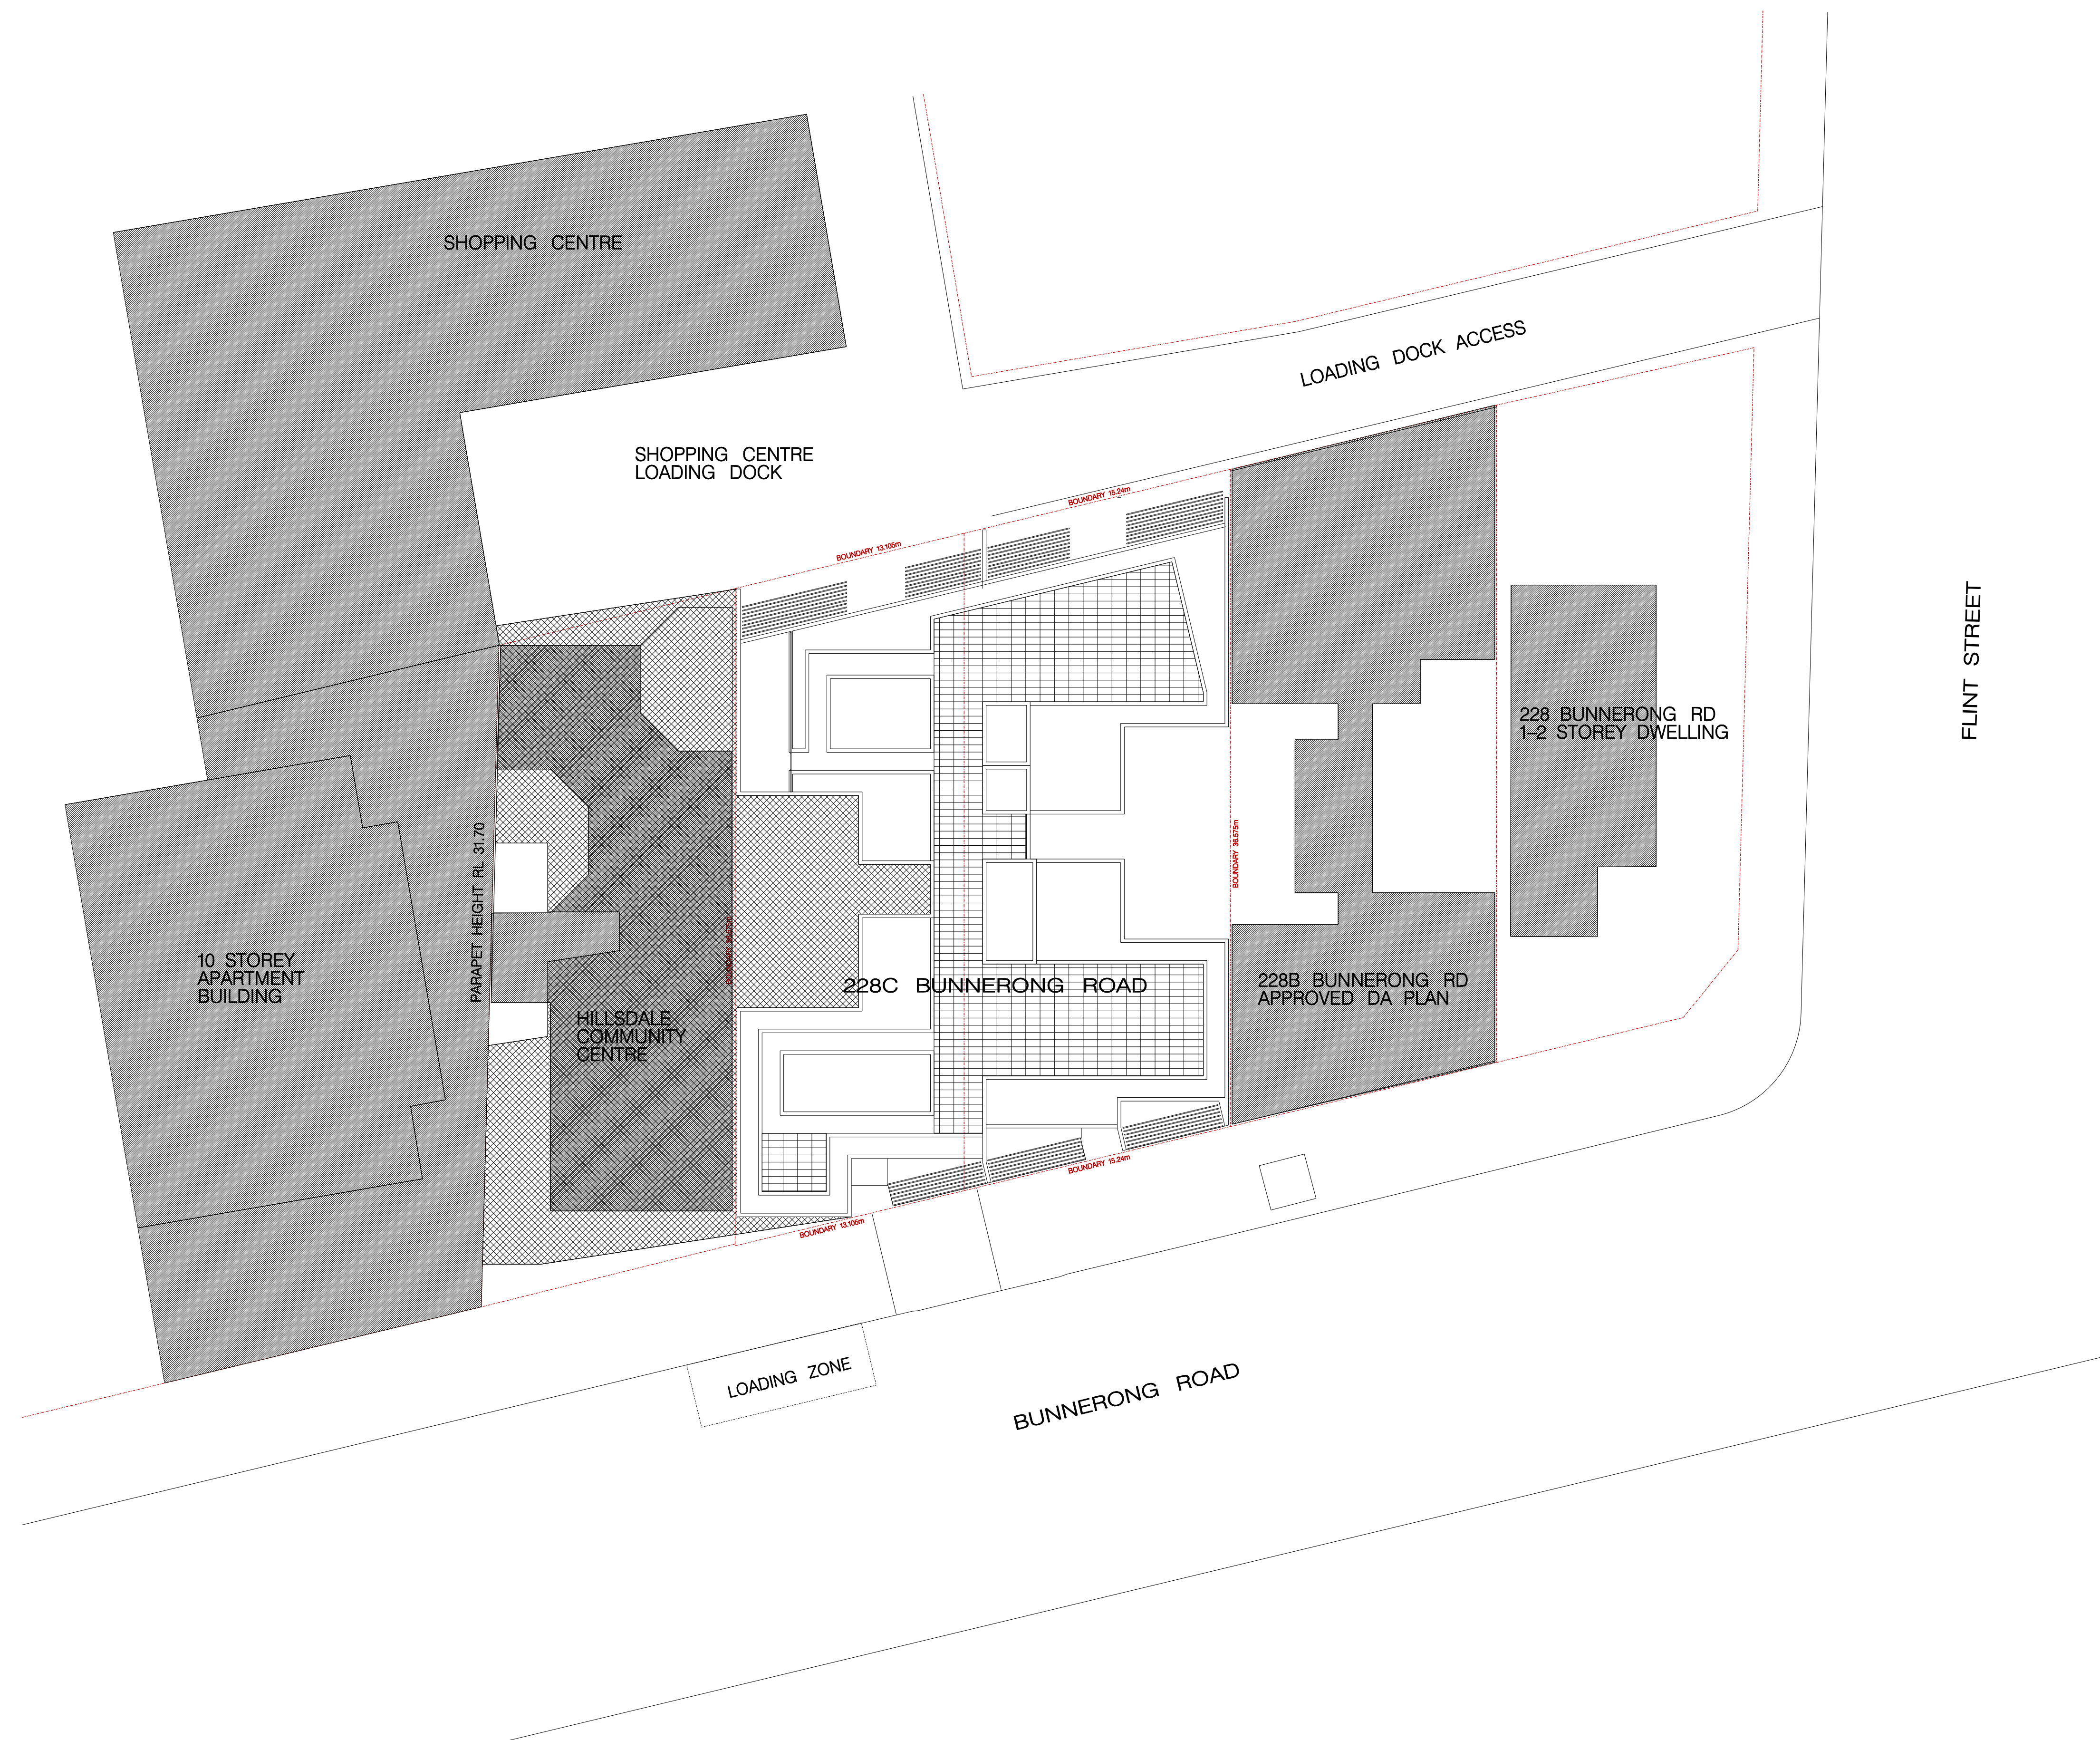 SHOPPING CENTRE
LOADING DOCK ACCESS
SHOPPING CENTRE
LOADING DOCK
BOUNDARY 15.24m
BOUNDARY 13.105m
FLINT STREET
228 BUNNERONG RD
1-2 STOREY DWELLING
PARAPET HEIGHT RL 31.70
BOUNDARY 36.575m
BOUNDARY 36.575m
10 STOREY
APARTMENT
BUILDING
228C BUNNERONG ROAD
228B BUNNERONG RD
APPROVED DA PLAN
HILLSDALE
COMMUNITY
CENTRE
BOUNDARY 15.24m
BOUNDARY 13.105m
LOADING ZONE
BUNNERONG ROAD